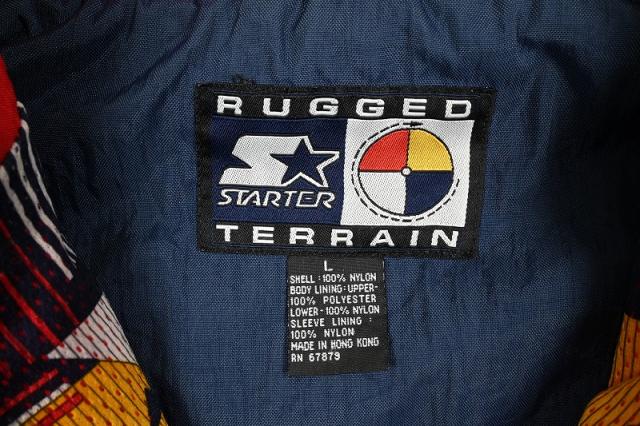 RUGGED
STARTER
TERRAIN
L
SHELL: 100% NYLON
BODY LINING: UPPER-
100% POLYESTER
LOWER- 100% NYLON
SLEEVE LINING :
100% NYLON
MADE IN HONG KONG
RN 67879